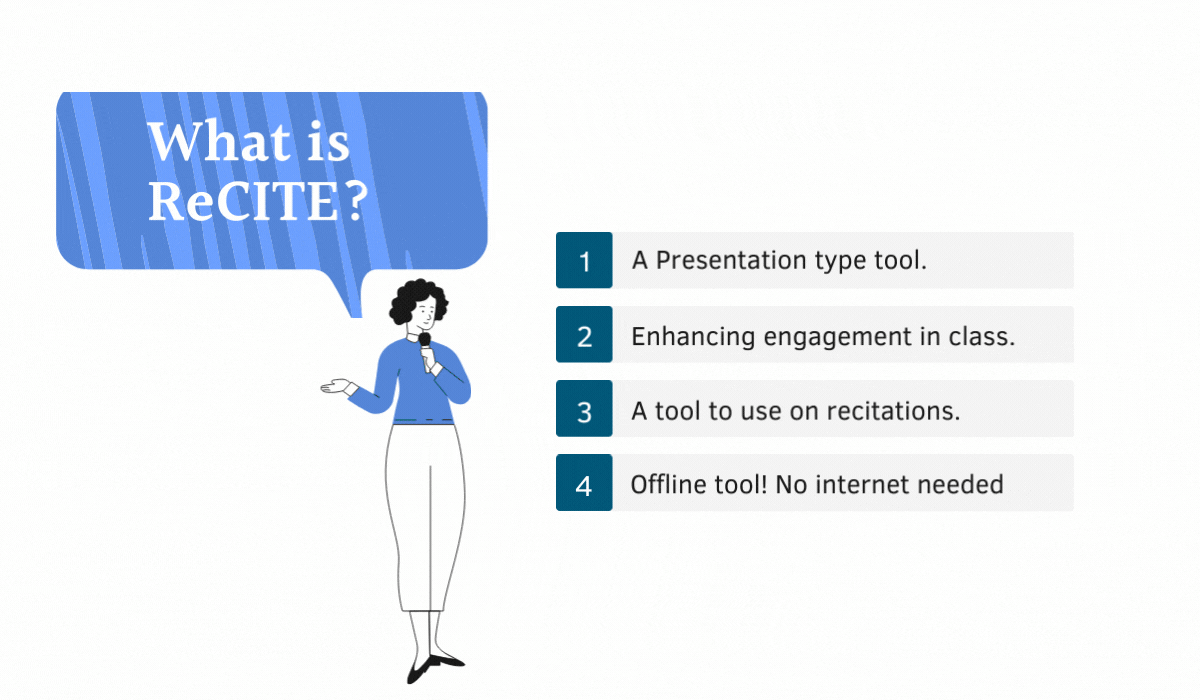 What is
ReCITE?
1 A Presentation type tool.
2 Enhancing engagement in class.
3 A tool to use on recitations.
4 Offline tool! No internet needed